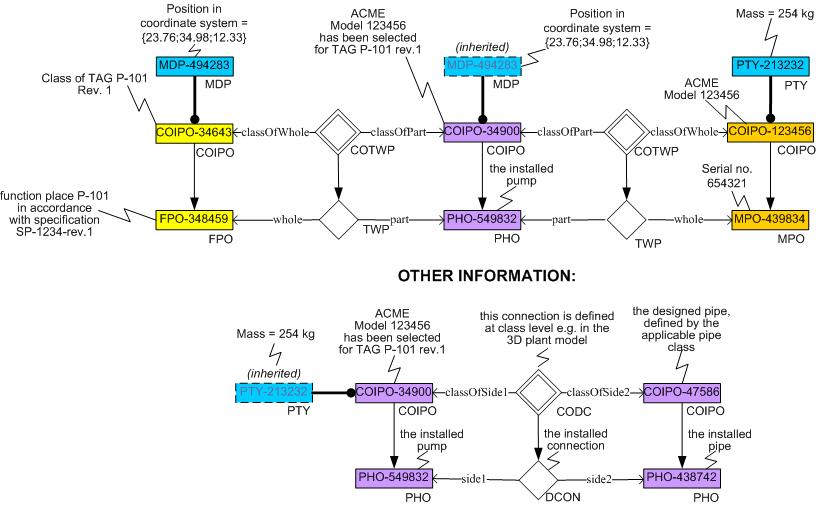 Position in
coordinate system =
{23.76;34.98;12.33}
ACME
Model 123456
has been selected
for TAG P-101 rev.1
Position in
coordinate system =
{23.76;34.98;12.33}
Mass = 254 kg
(inherited)
MDP-494283
MDP
MDP-494283
MDP
PTY-213232
PTY
Class of TAG P-101
Rev. 1
ACME
Model 123456
COIPO-34643
COIPO
classOfWhole
COTWP
classOfPart
COIPO-34900
COIPO
classOfPart
COTWP
classOfWhole
COIPO-123456
COIPO
function place P-101
in accordance
with specification
SP-1234-rev.1
the installed
pump
Serial no.
654321
FPO-348459
FPO
whole
TWP
part
PHO-549832
PHO
part
TWP
whole
MPO-439834
MPO
OTHER INFORMATION:
Mass = 254 kg
(inherited)
ACME
Model 123456
has been selected
for TAG P-101 rev.1
this connection is defined
at class level e.g. in the
3D plant model
the designed pipe,
defined by the
applicable pipe
class
PTY-213232
PTY
COIPO-34900
COIPO
classOfSide1
CODC
classOfSide2
COIPO-47586
COIPO
the installed
pump
the installed
connection
the installed
pipe
PHO-549832
PHO
side1
DCON
side2
PHO-438742
PHO